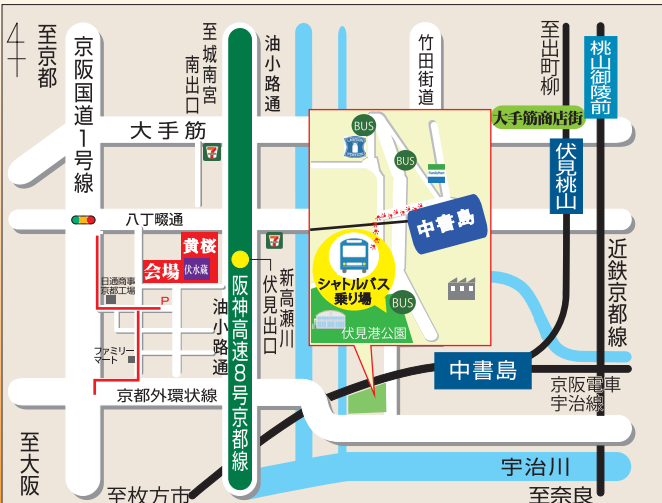 至京都
京阪国道1号線
至城南宮
南出口
油小路通
竹田街道
至出町柳
桃山御陵前
大手筋
大手筋商店街
伏見桃山
7
BUS
BUS
FamilyMart
中書島
シャトルバス
乗り場
BUS
伏見港公園
八丁畷通
黄桜
伏水蔵
会場
7
日通商事
京都工場
P
ファミリー
マート
油小路通
阪神高速8号京都線
新高瀬川
伏見出口
近鉄京都線
中書島
京阪電車
宇治線
京都外環状線
宇治川
至大阪
至枚方市
至奈良